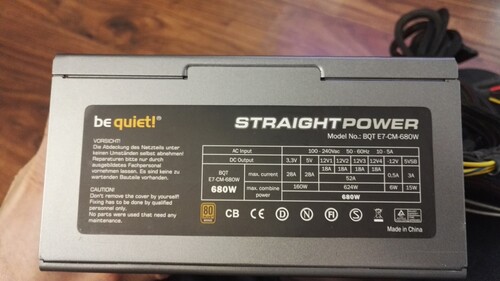 be quiet!®
STRAIGHTPOWER
Model No.: BQT E7-CM-680W
VORSICHT!
Die Abdeckung des Netzteils unter
keinen Umständen selbst abnehmen!
Reparaturen bitte nur durch
ausgebildetes Fachpersonal
vornehmen lassen. Es sind keine zu
wartenden Bauteile vorhanden.
CAUTION!
Don't remove the cover by yourself!
Fixing has to be done by qualified
personnel only.
No parts were used that need any
maintenance.
AC Input 100 - 240Vac 50 - 60Hz 10 - 5A
DC Output 3,3V 5V 12V1 12V2 12V3 12V4 -12V 5VSB
BQT E7-CM-680W 680W
max. current 28A 28A 18A 18A 18A 18A 52A 0,5A 3A
max. combine power 160W 624W 6W 15W
680W
80 PLUS
BRONZE
CB CE D N R S
Made in China